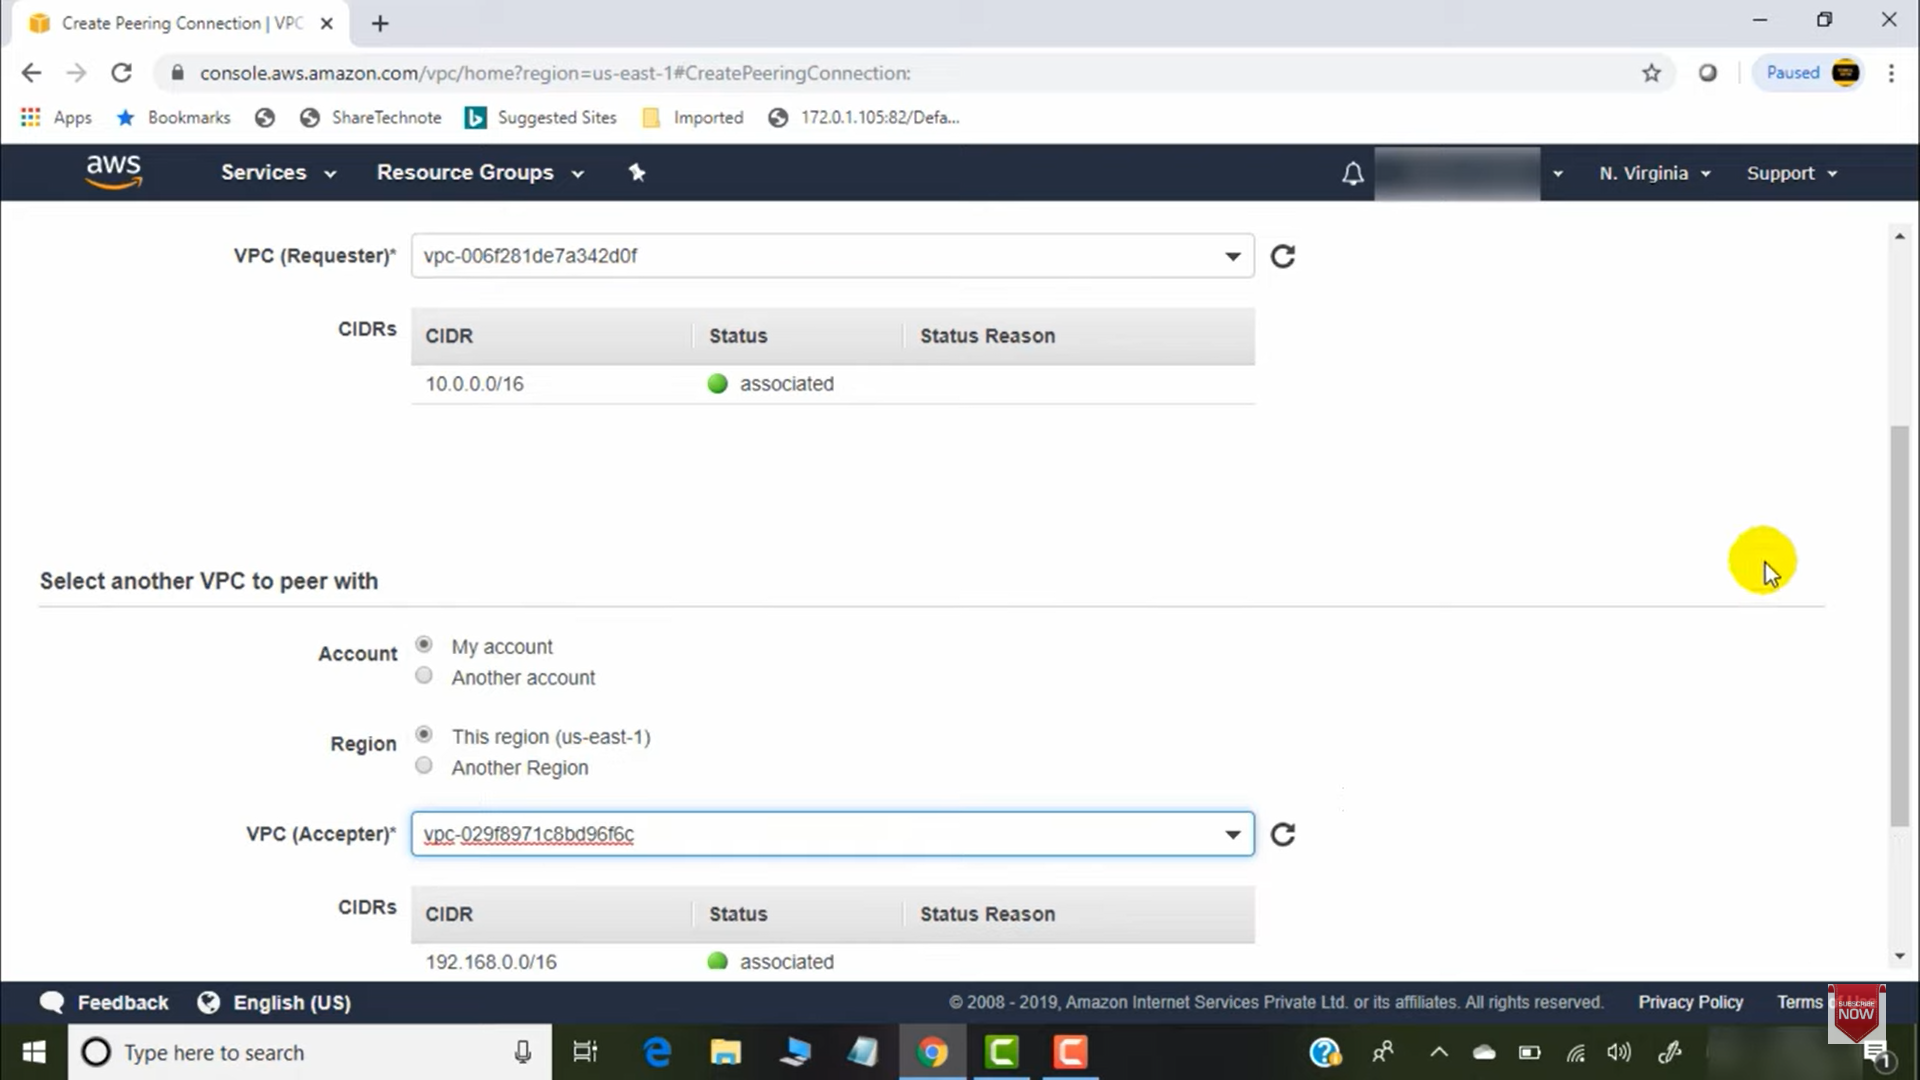 Create Peering Connection | VPC
console.aws.amazon.com/vpc/home?region=us-east-1#CreatePeeringConnection:
Paused
Apps
Bookmarks
ShareTechnote
Suggested Sites
Imported
172.0.1.105:82/Defa...
aws
Services
Resource Groups
N. Virginia
Support
VPC (Requester)*
vpc-006f281de7a342d0f
CIDRs
CIDR Status Status Reason
10.0.0.0/16 associated
Select another VPC to peer with
Account
My account
Another account
Region
This region (us-east-1)
Another Region
VPC (Accepter)*
vpc-029f8971c8bd96f6c
CIDRs
CIDR Status Status Reason
192.168.0.0/16 associated
Feedback
English (US)
© 2008 - 2019, Amazon Internet Services Private Ltd. or its affiliates. All rights reserved.
Privacy Policy
Terms
SUBSCRIBE
NOW
Type here to search
1